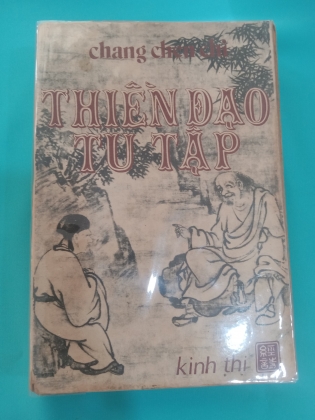 chang chen chi
THIỀN ĐẠO
TU TẬP
kinh thi